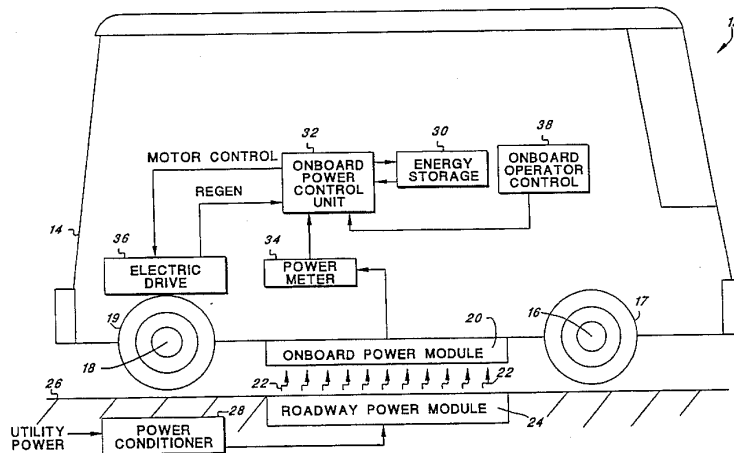 32
30
38
MOTOR CONTROL
ONBOARD
POWER
CONTROL
UNIT
ENERGY
STORAGE
ONBOARD
OPERATOR
CONTROL
REGEN
14
36
34
ELECTRIC DRIVE
POWER
METER
19
20
16
17
18
ONBOARD POWER MODULE
22
22
26
28
ROADWAY POWER MODULE
24
UTILITY
POWER
POWER
CONDITIONER